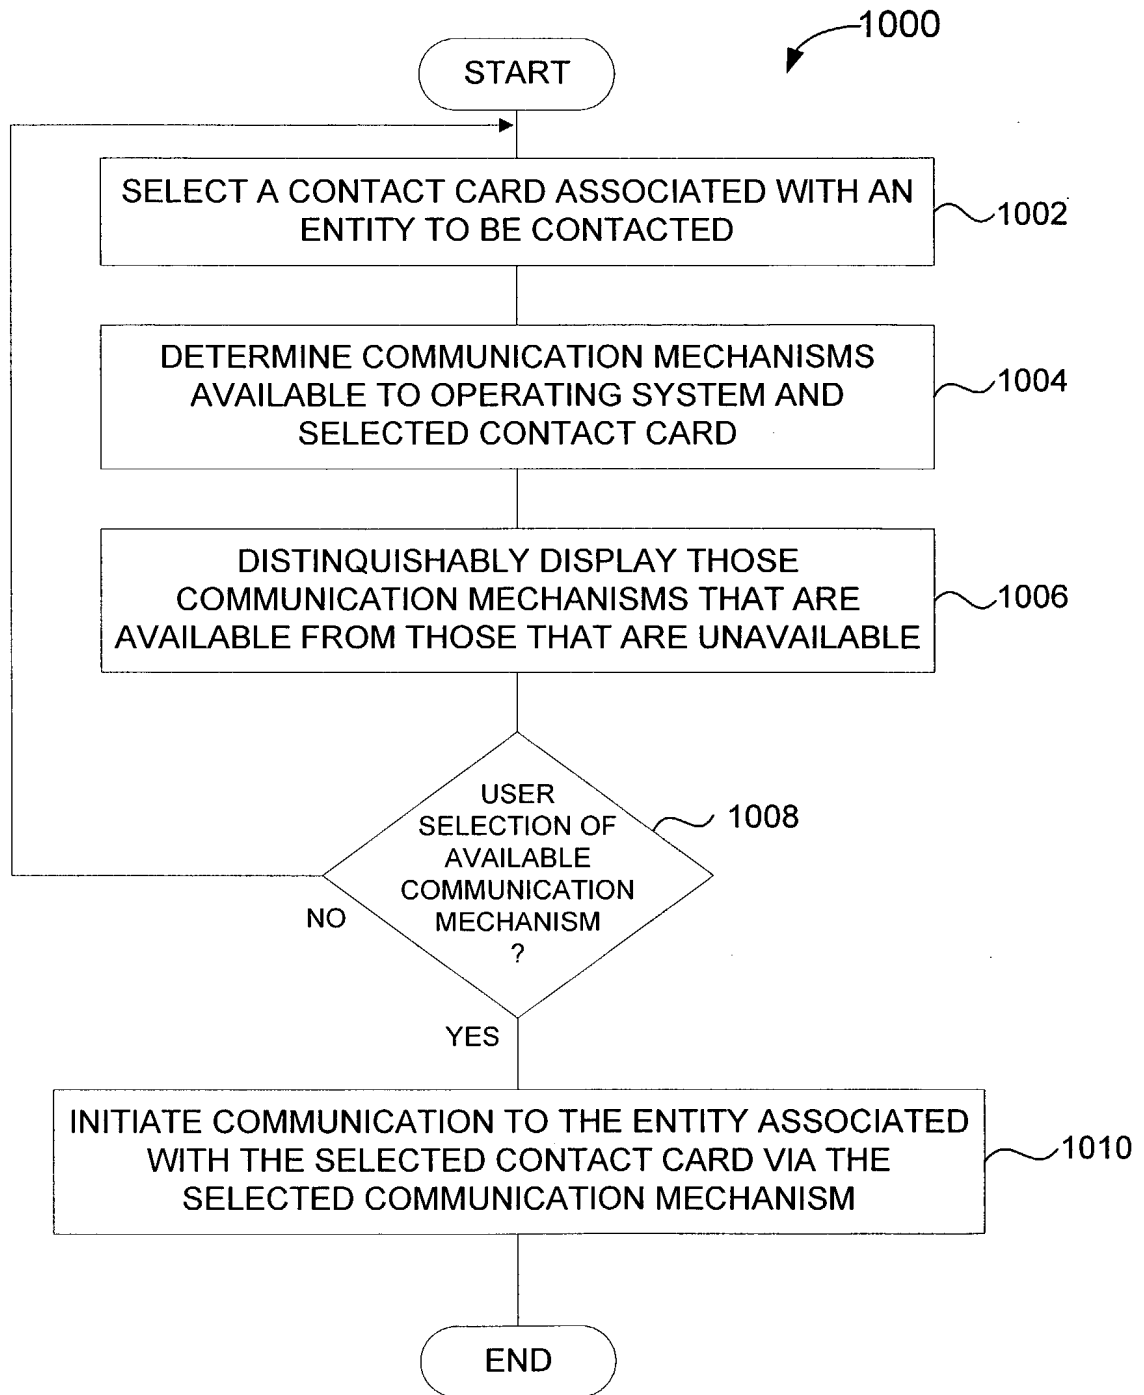 1000
START
SELECT A CONTACT CARD ASSOCIATED WITH AN
ENTITY TO BE CONTACTED
1002
DETERMINE COMMUNICATION MECHANISMS
AVAILABLE TO OPERATING SYSTEM AND
SELECTED CONTACT CARD
1004
DISTINQUISHABLY DISPLAY THOSE
COMMUNICATION MECHANISMS THAT ARE
AVAILABLE FROM THOSE THAT ARE UNAVAILABLE
1006
USER
SELECTION OF
AVAILABLE
COMMUNICATION
MECHANISM
?
1008
NO
YES
INITIATE COMMUNICATION TO THE ENTITY ASSOCIATED
WITH THE SELECTED CONTACT CARD VIA THE
SELECTED COMMUNICATION MECHANISM
1010
END